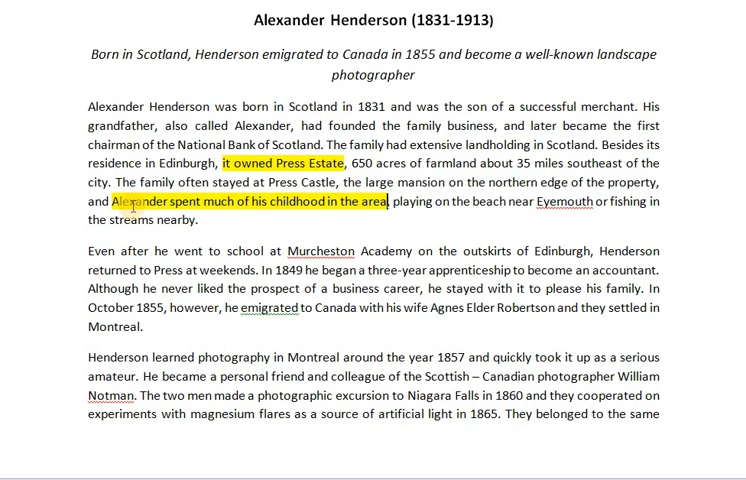 Alexander Henderson (1831-1913)
Born in Scotland, Henderson emigrated to Canada in 1855 and become a well-known landscape
photographer
Alexander Henderson was born in Scotland in 1831 and was the son of a successful merchant. His
grandfather, also called Alexander, had founded the family business, and later became the first
chairman of the National Bank of Scotland. The family had extensive landholding in Scotland. Besides its
residence in Edinburgh, it owned Press Estate, 650 acres of farmland about 35 miles southeast of the
city. The family often stayed at Press Castle, the large mansion on the northern edge of the property,
and Alexander spent much of his childhood in the area, playing on the beach near Eyemouth or fishing in
the streams nearby.
Even after he went to school at Murcheston Academy on the outskirts of Edinburgh, Henderson
returned to Press at weekends. In 1849 he began a three-year apprenticeship to become an accountant.
Although he never liked the prospect of a business career, he stayed with it to please his family. In
October 1855, however, he emigrated to Canada with his wife Agnes Elder Robertson and they settled in
Montreal.
Henderson learned photography in Montreal around the year 1857 and quickly took it up as a serious
amateur. He became a personal friend and colleague of the Scottish – Canadian photographer William
Notman. The two men made a photographic excursion to Niagara Falls in 1860 and they cooperated on
experiments with magnesium flares as a source of artificial light in 1865. They belonged to the same